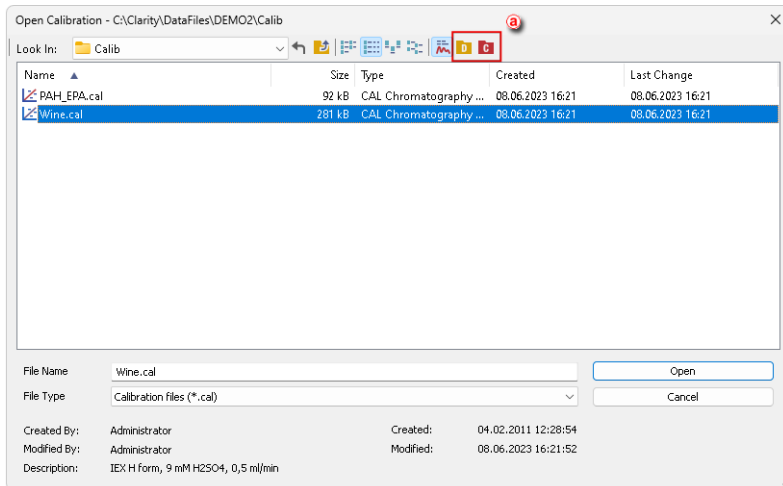 Open Calibration - C:\Clarity\DataFiles\DEMO2\Calib
a
Look In: Calib D C
Name Size Type Created Last Change
PAH_EPA.cal 92 kB CAL Chromatography ... 08.06.2023 16:21 08.06.2023 16:21
Wine.cal 281 kB CAL Chromatography ... 08.06.2023 16:21 08.06.2023 16:21
File Name Wine.cal Open
File Type Calibration files (*.cal) Cancel
Created By: Administrator Created: 04.02.2011 12:28:54
Modified By: Administrator Modified: 08.06.2023 16:21:52
Description: IEX H form, 9 mM H2SO4, 0,5 ml/min